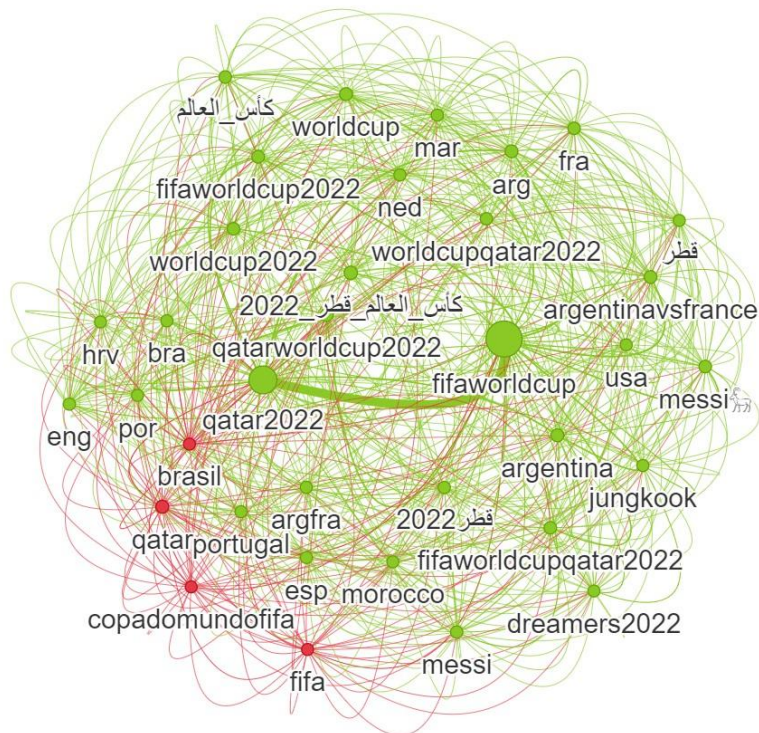 كأس_العالم
worldcup
mar
fra
fifaworldcup2022
ned
arg
worldcup2022
worldcupqatar2022
قطر
كأس_العالم_قطر_2022
argentinavsfrance
hrv
bra
qatarworldcup2022
fifaworldcup
usa
messi🐐
eng
por
qatar2022
brasil
argentina
jungkook
qatar
portugal
argfra
قطر2022
fifaworldcupqatar2022
copadomundofifa
esp
morocco
dreamers2022
fifa
messi